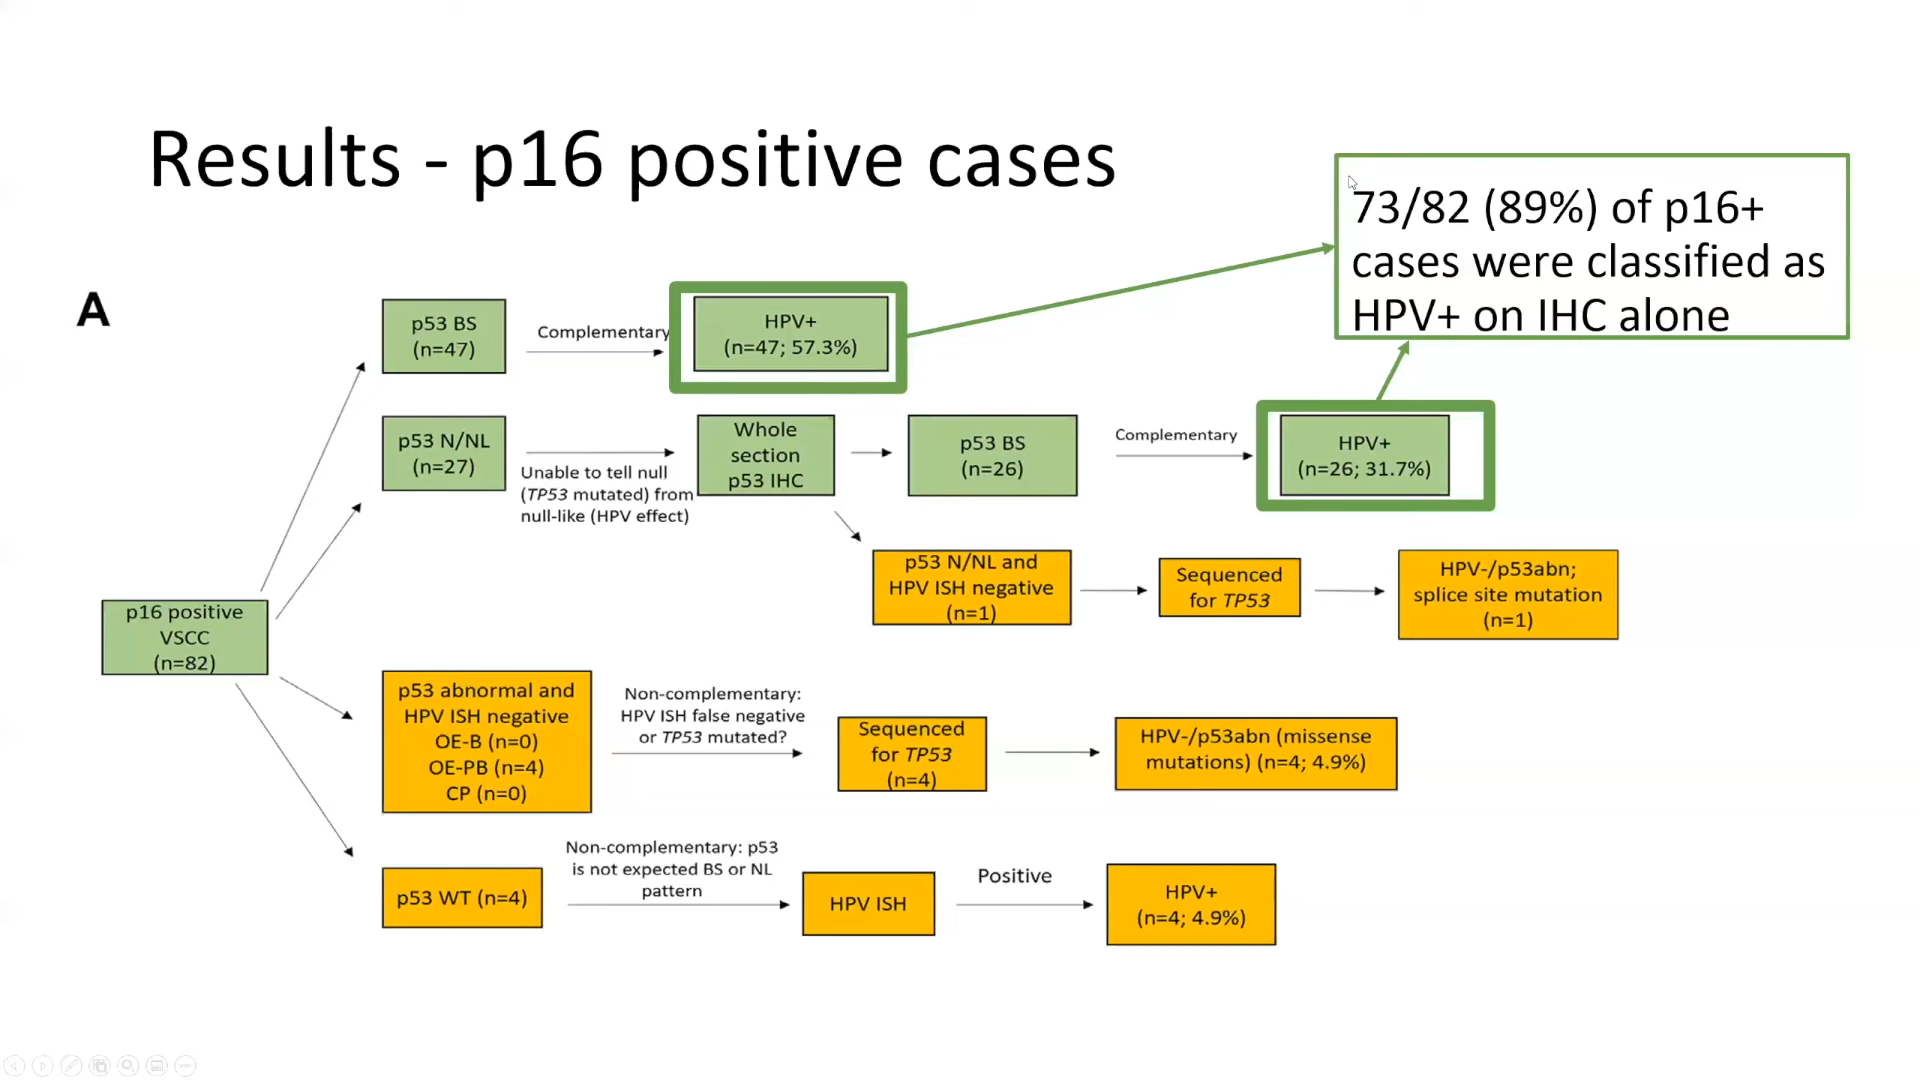 Results - p16 positive cases
73/82 (89%) of p16+
cases were classified as
HPV+ on IHC alone
A
p53 BS
(n=47)
Complementary
HPV+
(n=47; 57.3%)
p53 N/NL
(n=27)
Unable to tell null
(TP53 mutated) from
null-like (HPV effect)
Whole
section
p53 IHC
p53 BS
(n=26)
Complementary
HPV+
(n=26; 31.7%)
p53 N/NL and
HPV ISH negative
(n=1)
Sequenced
for TP53
HPV-/p53abn;
splice site mutation
(n=1)
p16 positive
VSCC
(n=82)
p53 abnormal and
HPV ISH negative
OE-B (n=0)
OE-PB (n=4)
CP (n=0)
Non-complementary:
HPV ISH false negative
or TP53 mutated?
Sequenced
for TP53
(n=4)
HPV-/p53abn (missense
mutations) (n=4; 4.9%)
p53 WT (n=4)
Non-complementary: p53
is not expected BS or NL
pattern
HPV ISH
Positive
HPV+
(n=4; 4.9%)